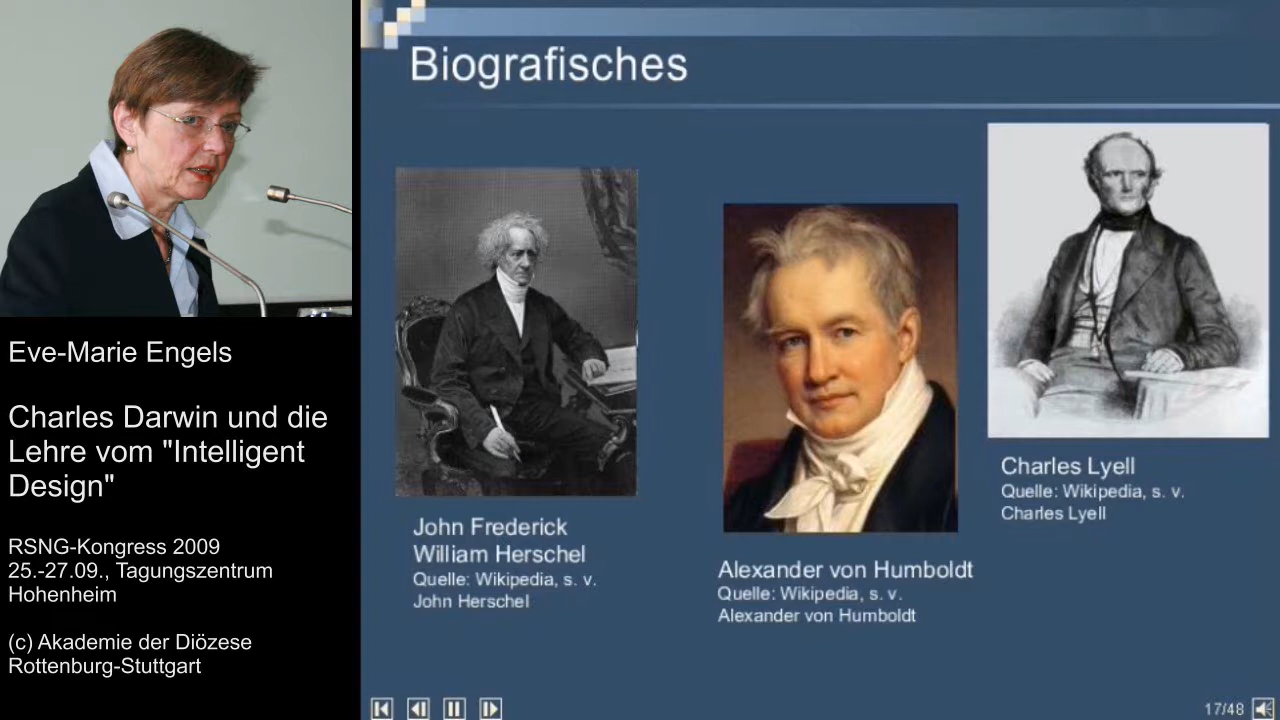 Eve-Marie Engels
Charles Darwin und die
Lehre vom "Intelligent
Design"
RSNG-Kongress 2009
25.-27.09., Tagungszentrum
Hohenheim
(c) Akademie der Diözese
Rottenburg-Stuttgart
Biografisches
John Frederick
William Herschel
Quelle: Wikipedia, s. v.
John Herschel
Alexander von Humboldt
Quelle: Wikipedia, s. v.
Alexander von Humboldt
Charles Lyell
Quelle: Wikipedia, s. v.
Charles Lyell
17/48